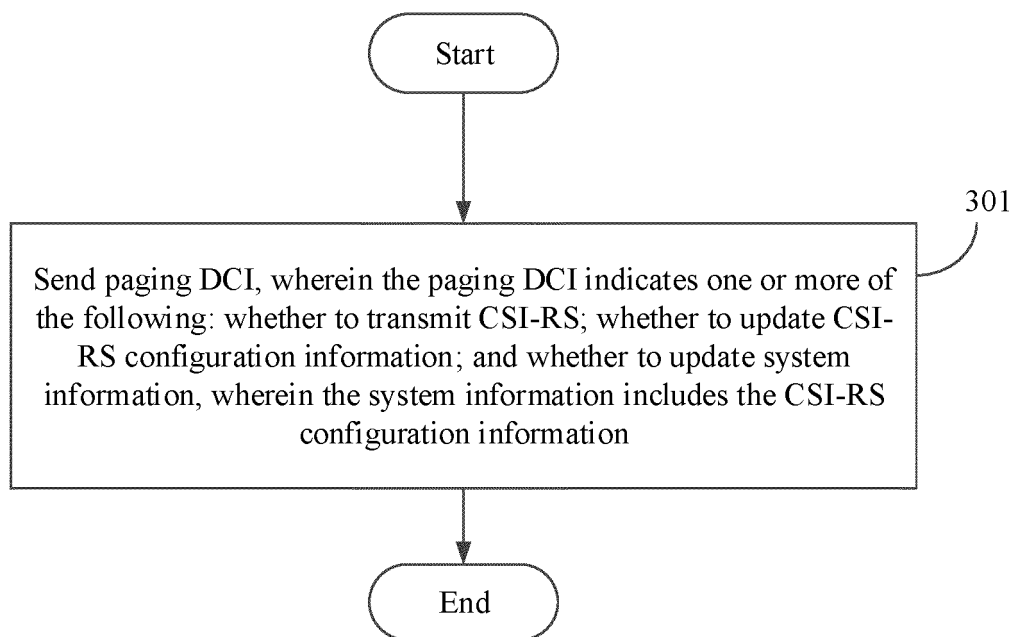 Start
301
Send paging DCI, wherein the paging DCI indicates one or more of
the following: whether to transmit CSI-RS; whether to update CSI-
RS configuration information; and whether to update system
information, wherein the system information includes the CSI-RS
configuration information
End